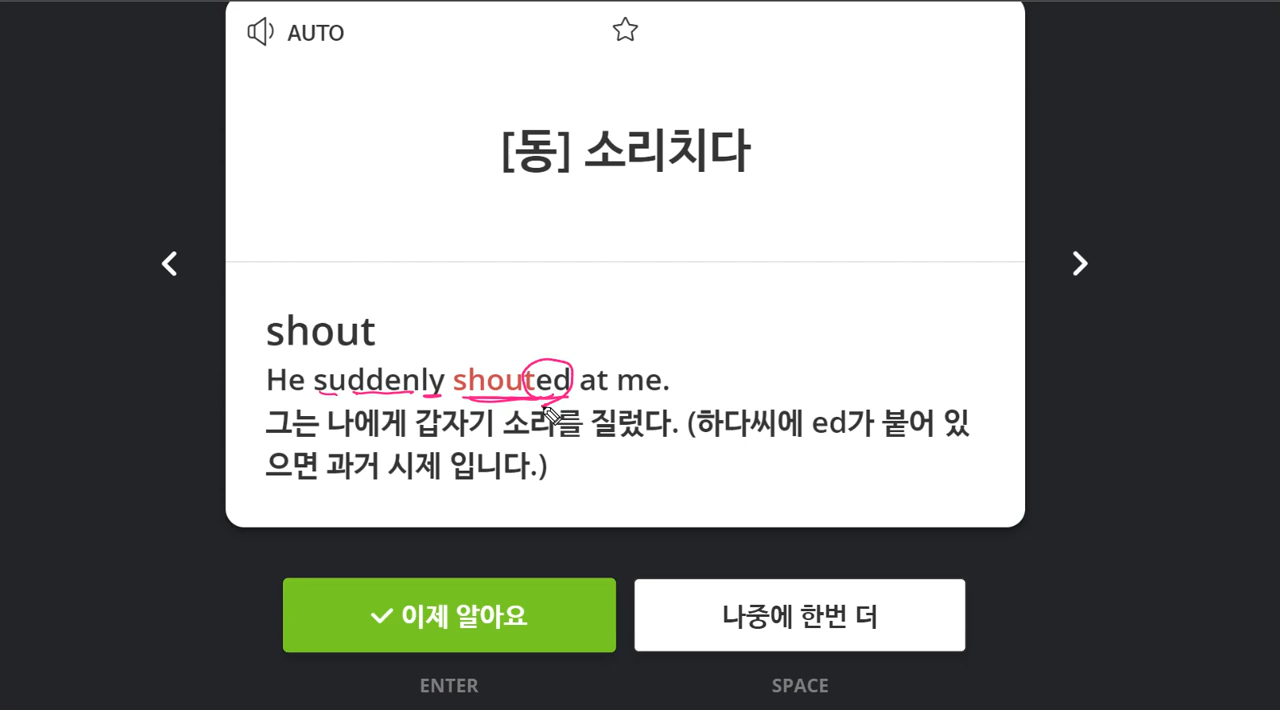 AUTO
[동] 소리치다
shout
He suddenly shouted at me.
그는 나에게 갑자기 소리를 질렀다. (하다씨에 ed가 붙어 있
으면 과거 시제 입니다.)
이제 알아요
나중에 한번 더
ENTER
SPACE